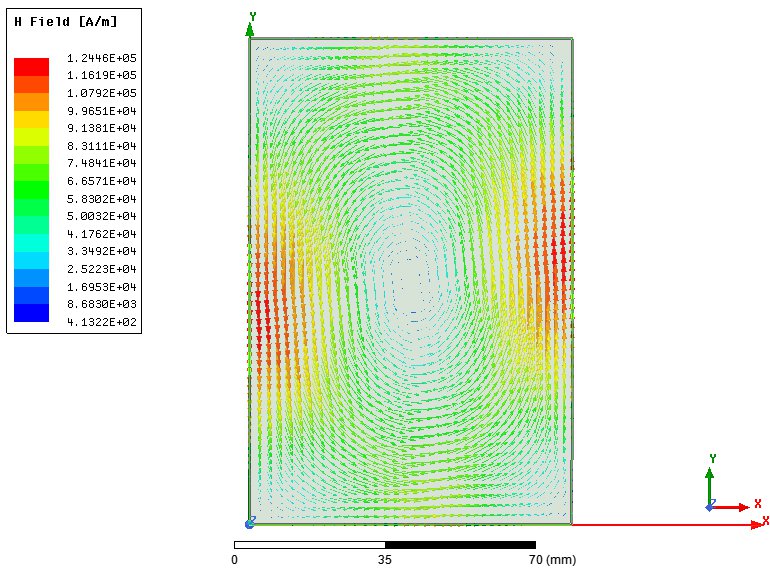 H Field [A/m]
1.2446E+05
1.1619E+05
1.0792E+05
9.9651E+04
9.1381E+04
8.3111E+04
7.4841E+04
6.6571E+04
5.8302E+04
5.0032E+04
4.1762E+04
3.3492E+04
2.5223E+04
1.6953E+04
8.6830E+03
4.1322E+02
Y
Z
X
Y
Z
X
0 35 70 (mm)